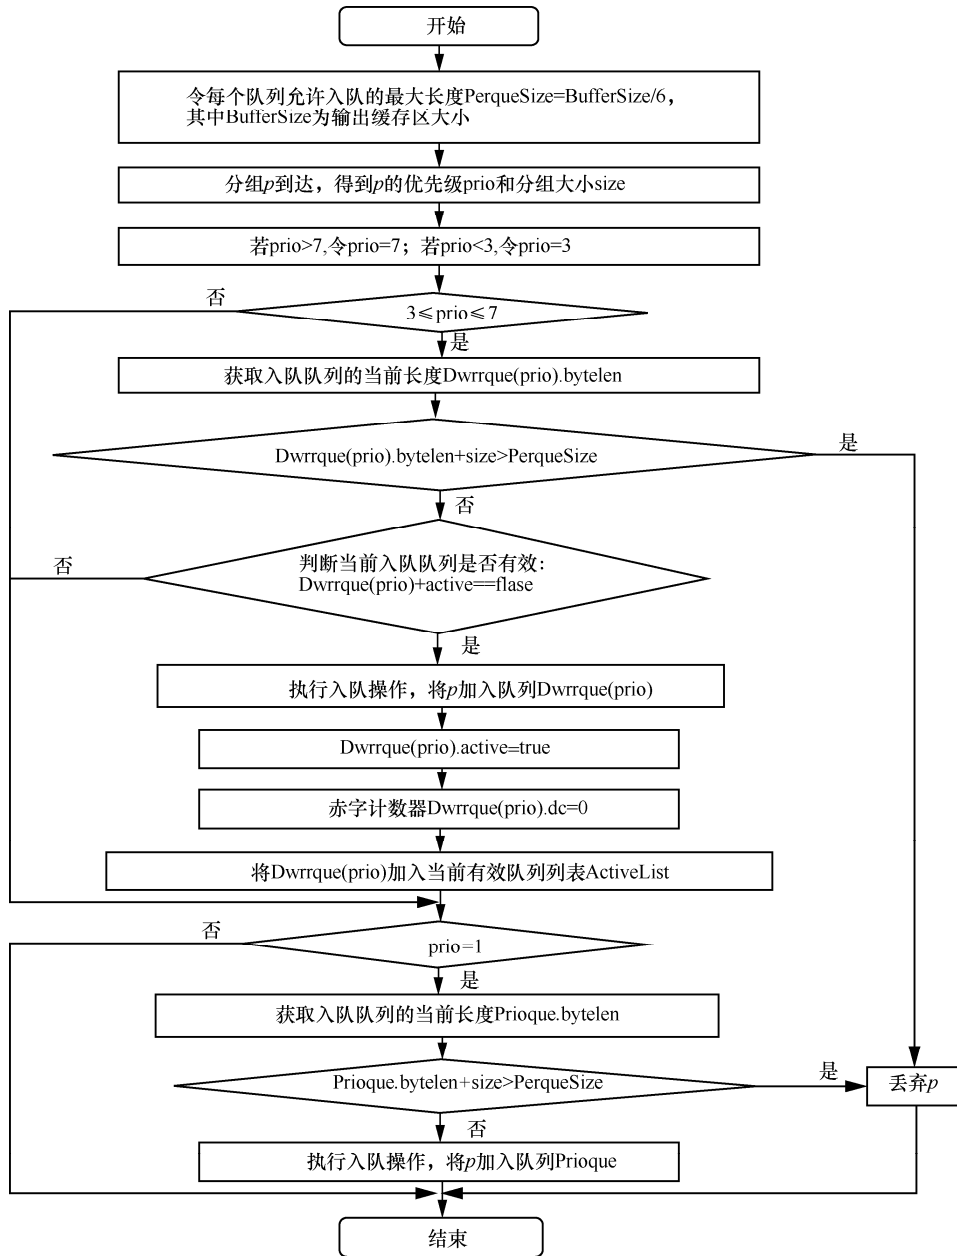 开始
令每个队列允许入队的最大长度PerqueSize=BufferSize/6，
其中BufferSize为输出缓存区大小
分组p到达，得到p的优先级prio和分组大小size
若prio>7,令prio=7；若prio<3,令prio=3
否
3≤prio≤7
是
获取入队队列的当前长度Dwrrque(prio).bytelen
是
Dwrrque(prio).bytelen+size>PerqueSize
否
否
判断当前入队队列是否有效：
Dwrrque(prio)+active==flase
是
执行入队操作，将p加入队列Dwrrque(prio)
Dwrrque(prio).active=true
赤字计数器Dwrrque(prio).dc=0
将Dwrrque(prio)加入当前有效队列列表ActiveList
否
prio=1
是
获取入队队列的当前长度Prioque.bytelen
Prioque.bytelen+size>PerqueSize
是
丢弃p
否
执行入队操作，将p加入队列Prioque
结束